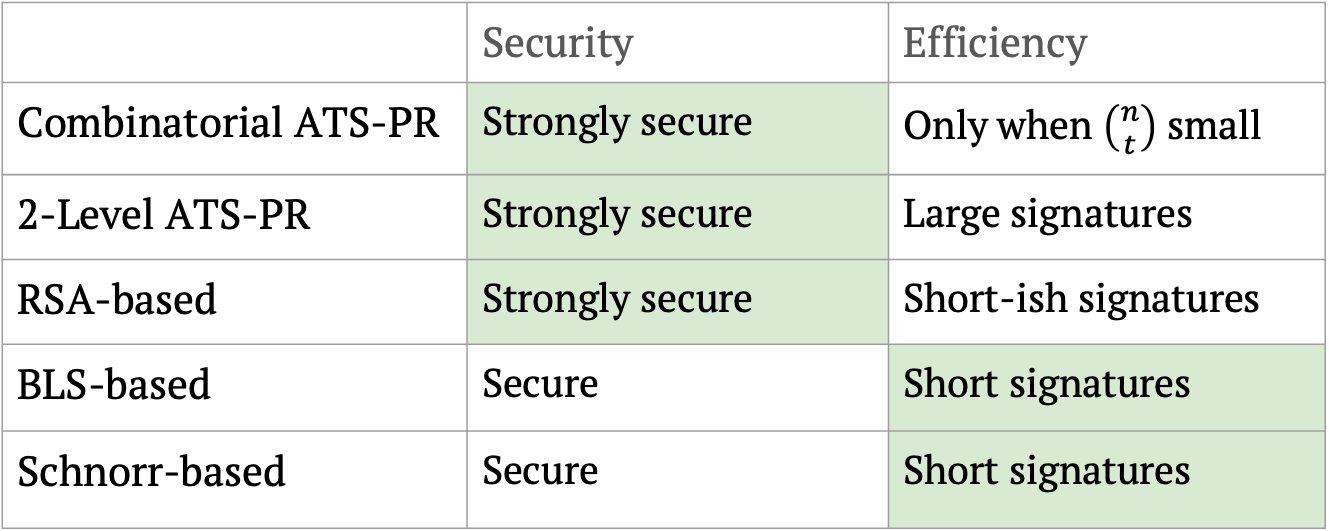 Security Efficiency
Combinatorial ATS-PR Strongly secure Only when (n t) small
2-Level ATS-PR Strongly secure Large signatures
RSA-based Strongly secure Short-ish signatures
BLS-based Secure Short signatures
Schnorr-based Secure Short signatures